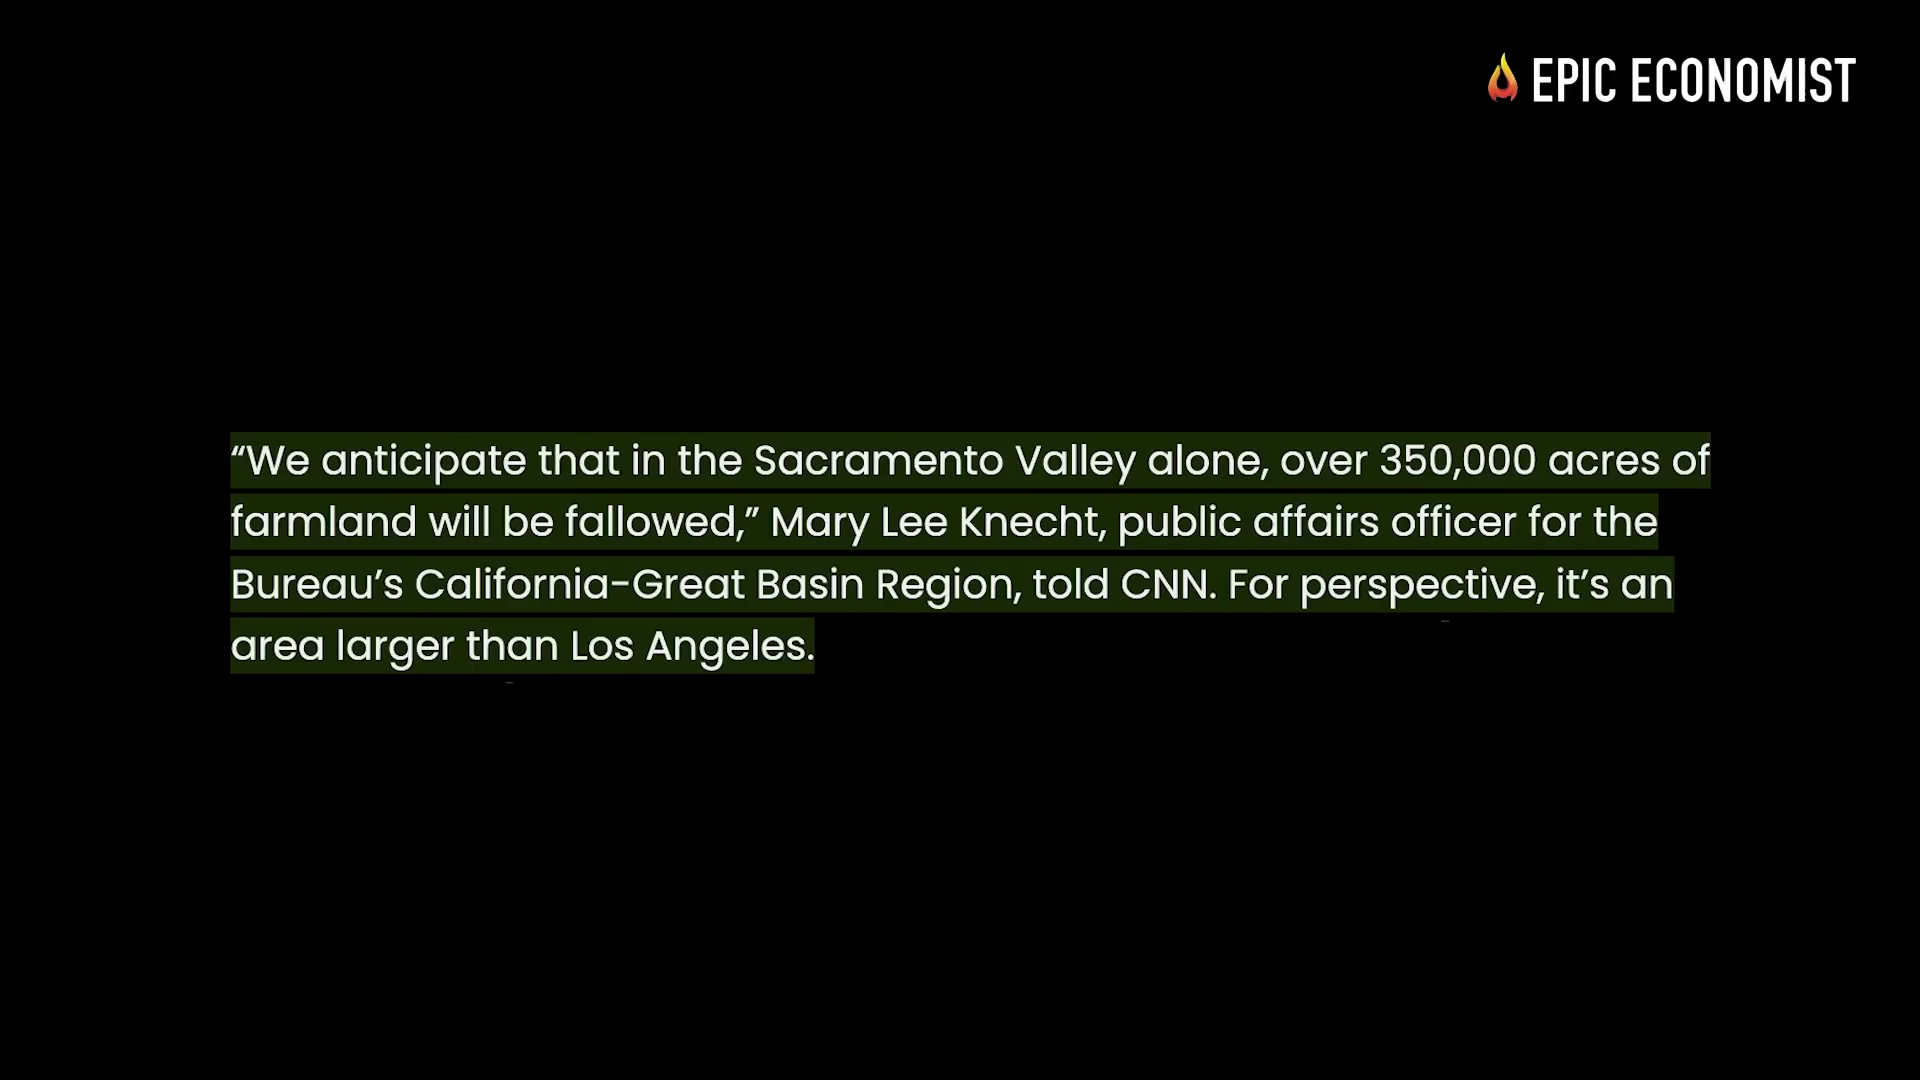 EPIC ECONOMIST
“We anticipate that in the Sacramento Valley alone, over 350,000 acres of
farmland will be fallowed,” Mary Lee Knecht, public affairs officer for the
Bureau’s California-Great Basin Region, told CNN. For perspective, it’s an
area larger than Los Angeles.